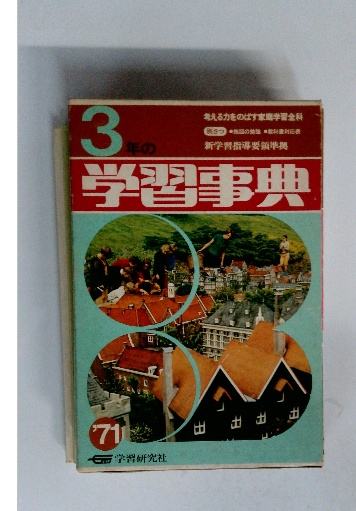 考える力をのばす家庭学習全科
新学習指導要領準拠
3年の
学習事典
'71
学習研究社